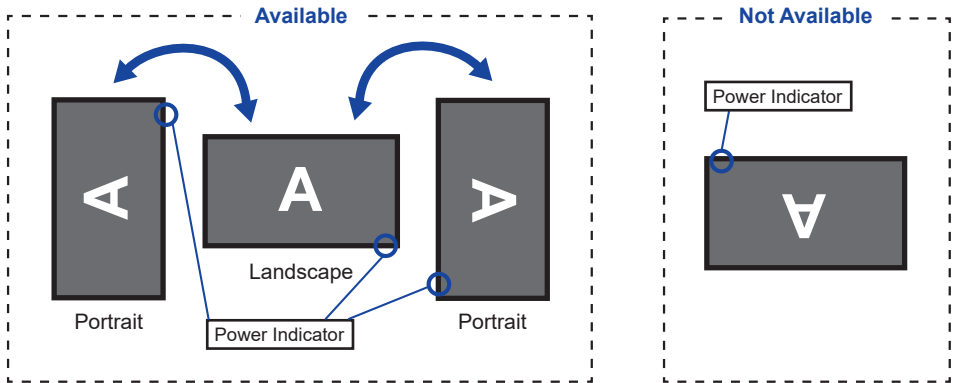 Available
A
A
A
Landscape
Portrait
Power Indicator
Portrait
Not Available
Power Indicator
A